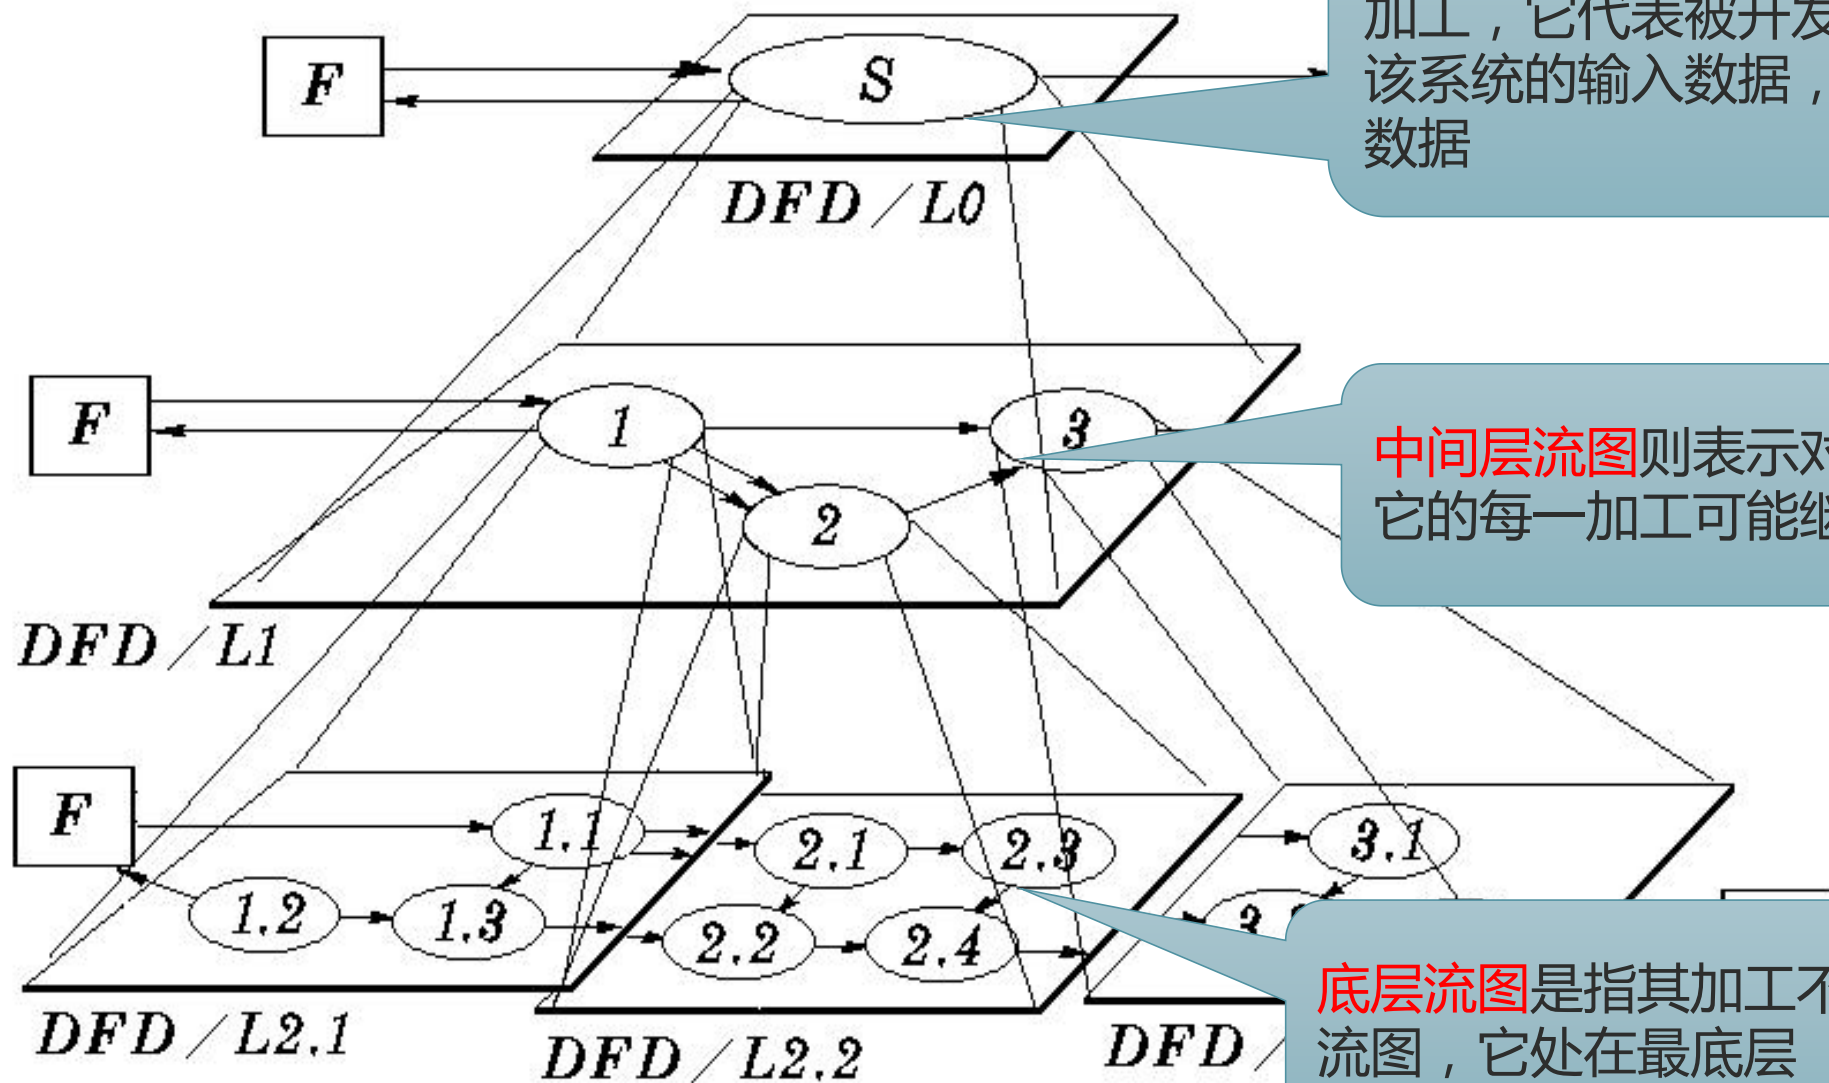 加工，它代表被开发
该系统的输入数据，
数据
F
S
DFD/L0
F
1
3
2
中间层流图则表示对
它的每一加工可能继
DFD/L1
F
1.1
2.1
2.3
3.1
1.2
1.3
2.2
2.4
底层流图是指其加工不
流图，它处在最底层
DFD/L2.1
DFD/L2.2
DFD/